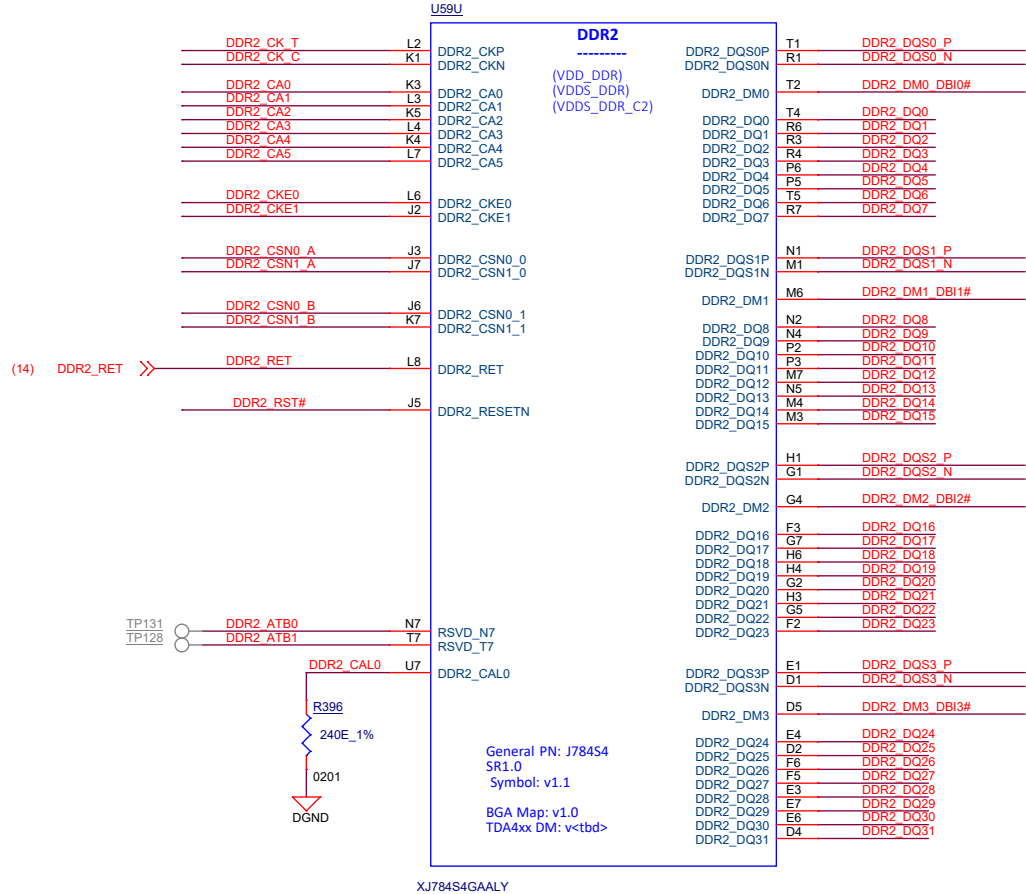 U59U
DDR2
---------
(VDD_DDR)
(VDDS_DDR)
(VDDS_DDR_C2)
DDR2_CK_T L2 DDR2_CKP
DDR2_CK_C K1 DDR2_CKN
DDR2_CA0 K3 DDR2_CA0
DDR2_CA1 L3 DDR2_CA1
DDR2_CA2 K5 DDR2_CA2
DDR2_CA3 L4 DDR2_CA3
DDR2_CA4 K4 DDR2_CA4
DDR2_CA5 L7 DDR2_CA5
DDR2_CKE0 L6 DDR2_CKE0
DDR2_CKE1 J2 DDR2_CKE1
DDR2_CSN0_A J3 DDR2_CSN0_0
DDR2_CSN1_A J7 DDR2_CSN1_0
DDR2_CSN0_B J6 DDR2_CSN0_1
DDR2_CSN1_B K7 DDR2_CSN1_1
(14) DDR2_RET DDR2_RET L8 DDR2_RET
DDR2_RST# J5 DDR2_RESETN
TP131 DDR2_ATB0 N7 RSVD_N7
TP128 DDR2_ATB1 T7 RSVD_T7
DDR2_CAL0 U7 DDR2_CAL0
R396
240E_1%
0201
DGND
DDR2_DQS0P T1 DDR2_DQS0_P
DDR2_DQS0N R1 DDR2_DQS0_N
DDR2_DM0 T2 DDR2_DM0_DBI0#
DDR2_DQ0 T4 DDR2_DQ0
DDR2_DQ1 R6 DDR2_DQ1
DDR2_DQ2 R3 DDR2_DQ2
DDR2_DQ3 R4 DDR2_DQ3
DDR2_DQ4 P6 DDR2_DQ4
DDR2_DQ5 P5 DDR2_DQ5
DDR2_DQ6 T5 DDR2_DQ6
DDR2_DQ7 R7 DDR2_DQ7
DDR2_DQS1P N1 DDR2_DQS1_P
DDR2_DQS1N M1 DDR2_DQS1_N
DDR2_DM1 M6 DDR2_DM1_DBI1#
DDR2_DQ8 N2 DDR2_DQ8
DDR2_DQ9 N4 DDR2_DQ9
DDR2_DQ10 P2 DDR2_DQ10
DDR2_DQ11 P3 DDR2_DQ11
DDR2_DQ12 M7 DDR2_DQ12
DDR2_DQ13 N5 DDR2_DQ13
DDR2_DQ14 M4 DDR2_DQ14
DDR2_DQ15 M3 DDR2_DQ15
DDR2_DQS2P H1 DDR2_DQS2_P
DDR2_DQS2N G1 DDR2_DQS2_N
DDR2_DM2 G4 DDR2_DM2_DBI2#
DDR2_DQ16 F3 DDR2_DQ16
DDR2_DQ17 G7 DDR2_DQ17
DDR2_DQ18 H6 DDR2_DQ18
DDR2_DQ19 H4 DDR2_DQ19
DDR2_DQ20 G2 DDR2_DQ20
DDR2_DQ21 H3 DDR2_DQ21
DDR2_DQ22 G5 DDR2_DQ22
DDR2_DQ23 F2 DDR2_DQ23
DDR2_DQS3P E1 DDR2_DQS3_P
DDR2_DQS3N D1 DDR2_DQS3_N
DDR2_DM3 D5 DDR2_DM3_DBI3#
DDR2_DQ24 E4 DDR2_DQ24
DDR2_DQ25 D2 DDR2_DQ25
DDR2_DQ26 F6 DDR2_DQ26
DDR2_DQ27 F5 DDR2_DQ27
DDR2_DQ28 E3 DDR2_DQ28
DDR2_DQ29 E7 DDR2_DQ29
DDR2_DQ30 E6 DDR2_DQ30
DDR2_DQ31 D4 DDR2_DQ31
General PN: J784S4
SR1.0
Symbol: v1.1
BGA Map: v1.0
TDA4xx DM: v<tbd>
XJ784S4GAALY